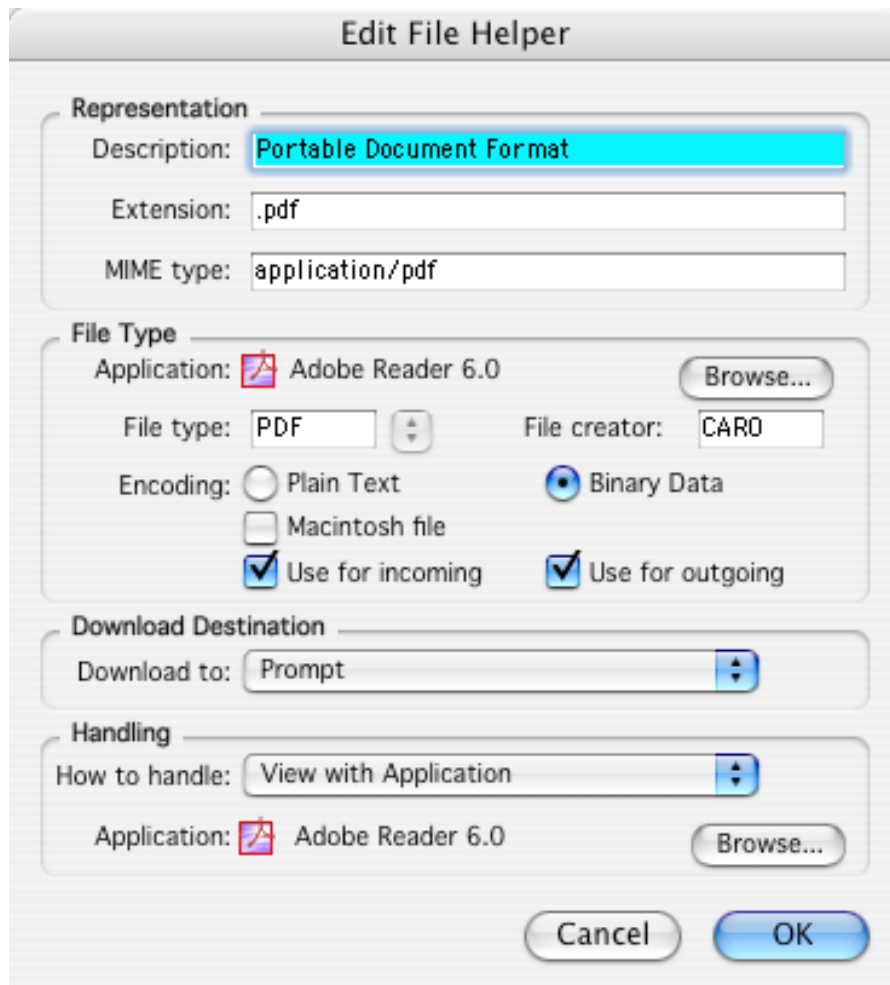 Edit File Helper
Representation
Description: Portable Document Format
Extension: .pdf
MIME type: application/pdf
File Type
Application: Adobe Reader 6.0 Browse...
File type: PDF File creator: CARO
Encoding: Plain Text Binary Data
Macintosh file
Use for incoming Use for outgoing
Download Destination
Download to: Prompt
Handling
How to handle: View with Application
Application: Adobe Reader 6.0 Browse...
Cancel OK